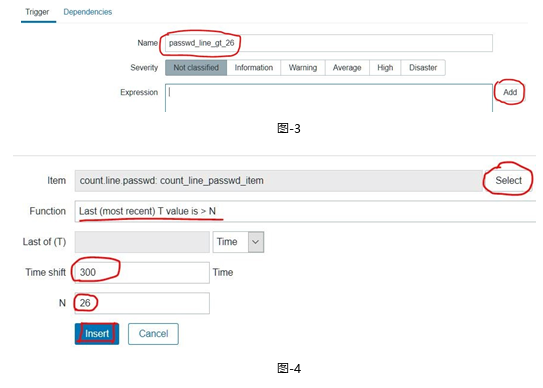 Trigger Dependencies
Name passwd_line_gt_26
Severity Not classified Information Warning Average High Disaster
Expression Add
图-3
Item count.line.passwd: count_line_passwd_item Select
Function Last (most recent) T value is > N
Last of (T) Time
Time shift 300 Time
N 26
Insert Cancel
图-4